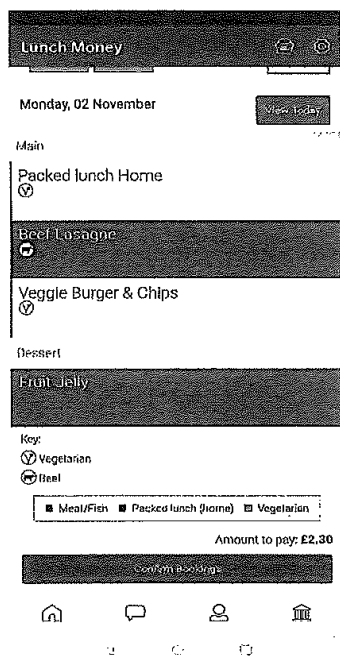 Lunch Money
Monday, 02 November
View Today
Main
Packed lunch Home
Beef Lasagne
Veggie Burger & Chips
Dessert
Fruit Jelly
Key:
Vegetarian
Beef
Meat/Fish Packed lunch (home) Vegetarian
Amount to pay: £2.30
Confirm Bookings